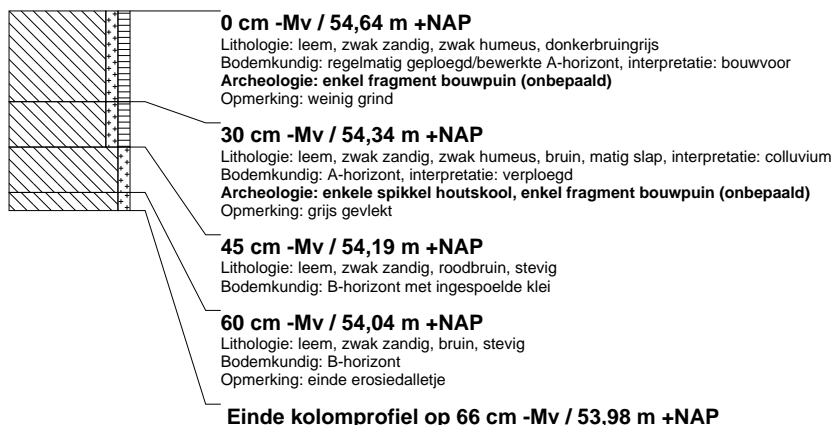 0 cm -Mv / 54,64 m +NAP
Lithologie: leem, zwak zandig, zwak humeus, donkerbruingrijs
Bodemkundig: regelmatig geploegd/bewerkte A-horizont, interpretatie: bouwvoor
Archeologie: enkel fragment bouwpuin (onbepaald)
Opmerking: weinig grind
30 cm -Mv / 54,34 m +NAP
Lithologie: leem, zwak zandig, zwak humeus, bruin, matig slap, interpretatie: colluvium
Bodemkundig: A-horizont, interpretatie: verploegd
Archeologie: enkele spikkel houtskool, enkel fragment bouwpuin (onbepaald)
Opmerking: grijs gevlekt
45 cm -Mv / 54,19 m +NAP
Lithologie: leem, zwak zandig, roodbruin, stevig
Bodemkundig: B-horizont met ingespoelde klei
60 cm -Mv / 54,04 m +NAP
Lithologie: leem, zwak zandig, bruin, stevig
Bodemkundig: B-horizont
Opmerking: einde erosiedalletje
Einde kolomprofiel op 66 cm -Mv / 53,98 m +NAP